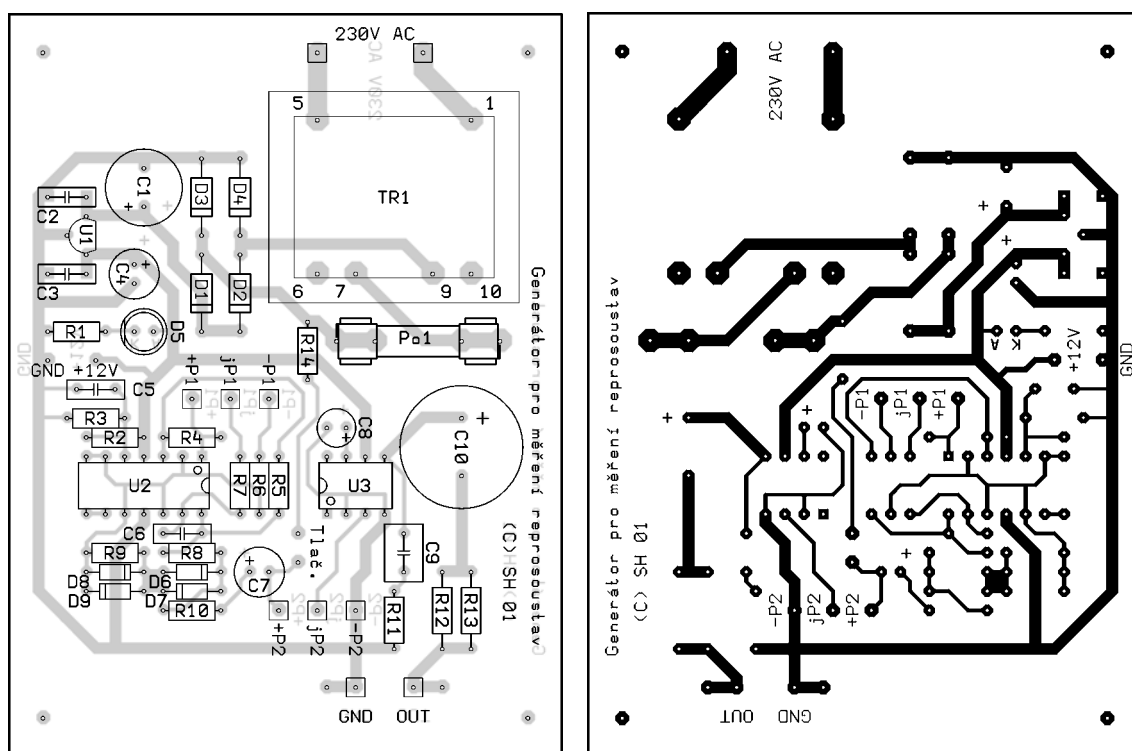 230V AC
5 1
TR1
6 7 9 10
C1
+
D3
D4
C2
U1
C3
C4
+
D1
D2
R1
D5
R14
Po1
GND +12V
C5
+P1
jP1
-P1
R3
R2
R4
C8
+
C10
+
U2
R7
R6
R5
U3
C6
Tlač.
R9
R8
D8
D6
D9
D7
R10
C7
+
C9
R11
R12
R13
+P2
jP2
-P2
GND OUT
Generátor pro měření reprosoustav
(C) SH 01
230V AC
+
+
A
K
+12V
GND
-P1
jP1
+P1
+
+
+
-P2
jP2
+P2
OUT GND
Generátor pro měření reprosoustav
(C) SH 01